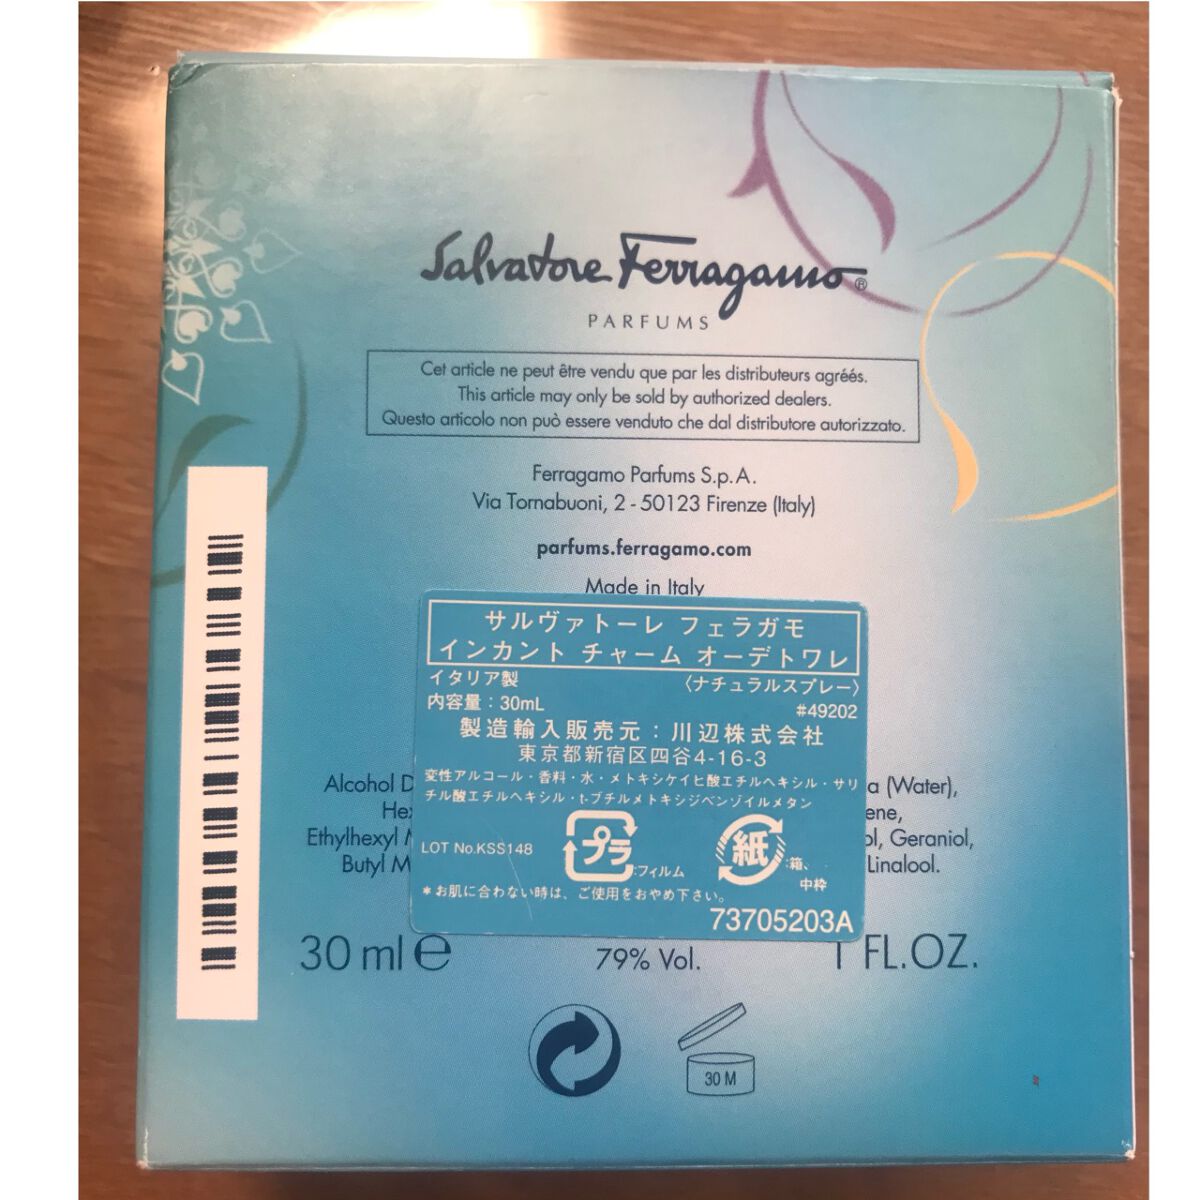 Salvatore Ferragamo®
PARFUMS
Cet article ne peut être vendu que par les distributeurs agréés.
This article may only be sold by authorized dealers.
Questo articolo non può essere venduto che dal distributore autorizzato.
Ferragamo Parfums S.p.A.
Via Tornabuoni, 2 - 50123 Firenze (Italy)
parfums.ferragamo.com
Made in Italy
サルヴァトーレ フェラガモ
インカント チャーム オーデトワレ
イタリア製 〈ナチュラルスプレー〉
内容量：30mL #49202
製造輸入販売元：川辺株式会社
東京都新宿区四谷4-16-3
変性アルコール・香料・水・メトキシケイヒ酸エチルヘキシル・サリ
チル酸エチルヘキシル・t-ブチルメトキシジベンゾイルメタン
LOT No.KSS148
プラ :フィルム
紙 :箱、
中枠
*お肌に合わない時は、ご使用をおやめ下さい。
73705203A
Alcohol (Water),
Ethylhexyl Geraniol,
Butyl Linalool.
30 ml e 79% Vol. 1 FL.OZ.
30 M